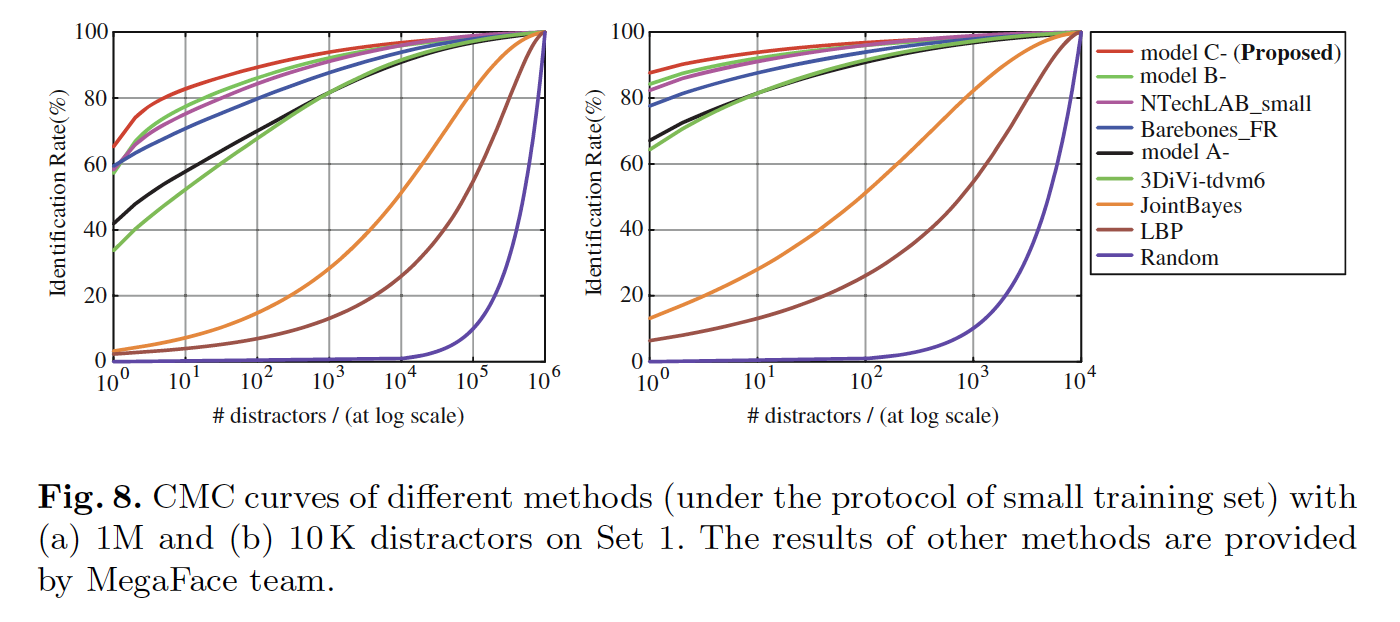 100
80
60
40
20
0
Identification Rate(%)
10^0 10^1 10^2 10^3 10^4 10^5 10^6
# distractors / (at log scale)
100
80
60
40
20
0
Identification Rate(%)
10^0 10^1 10^2 10^3 10^4
# distractors / (at log scale)
model C- (Proposed)
model B-
NTechLAB_small
Barebones_FR
model A-
3DiVi-tdvm6
JointBayes
LBP
Random
Fig. 8. CMC curves of different methods (under the protocol of small training set) with
(a) 1M and (b) 10 K distractors on Set 1. The results of other methods are provided
by MegaFace team.